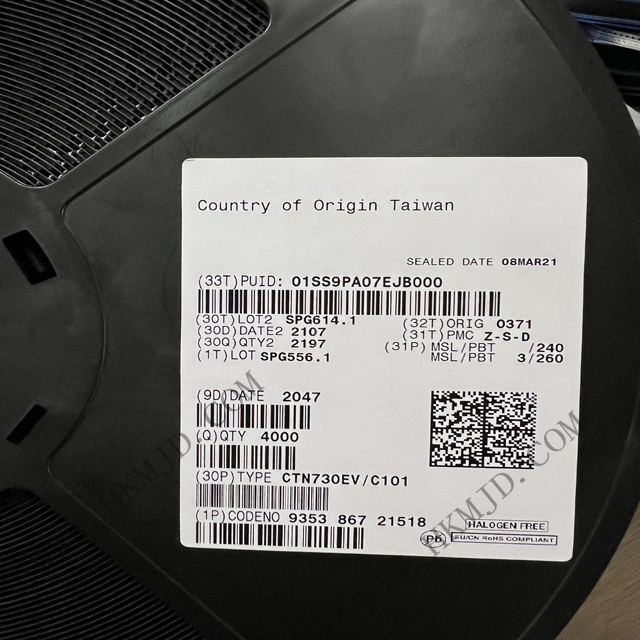 Country of Origin Taiwan
SEALED DATE 08MAR21
(33T)PUID: 01SS9PA07EJB000
(30T)LOT2 SPG614.1 (32T)ORIG 0371
(30D)DATE2 2107 (31T)PMC Z-S-D
(30Q)QTY2 2197 (31P) MSL/PBT /240
(1T)LOT SPG556.1 MSL/PBT 3/260
(9D)DATE 2047
(Q)QTY 4000
(30P)TYPE CTN730EV/C101
(1P)CODENO 9353 867 21518
HALOGEN FREE
Pb EU/CN RoHS COMPLIANT
HKMJD.COM
HKMJD.COM